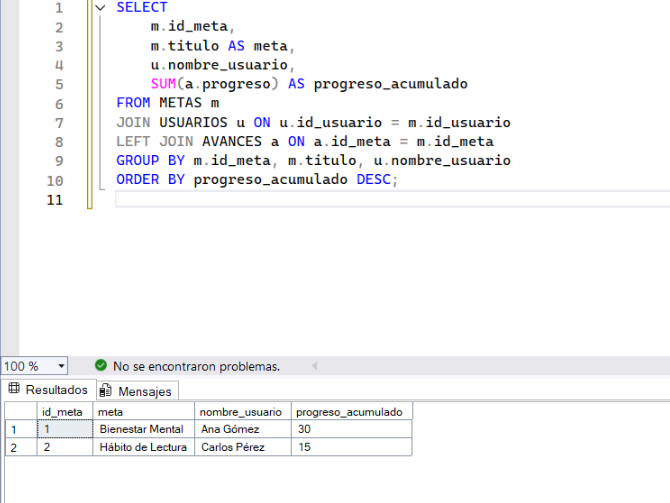 1 SELECT
2 m.id_meta,
3 m.titulo AS meta,
4 u.nombre_usuario,
5 SUM(a.progreso) AS progreso_acumulado
6 FROM METAS m
7 JOIN USUARIOS u ON u.id_usuario = m.id_usuario
8 LEFT JOIN AVANCES a ON a.id_meta = m.id_meta
9 GROUP BY m.id_meta, m.titulo, u.nombre_usuario
10 ORDER BY progreso_acumulado DESC;
11
100 % No se encontraron problemas.
Resultados Mensajes
id_meta meta nombre_usuario progreso_acumulado
1 1 Bienestar Mental Ana Gómez 30
2 2 Hábito de Lectura Carlos Pérez 15